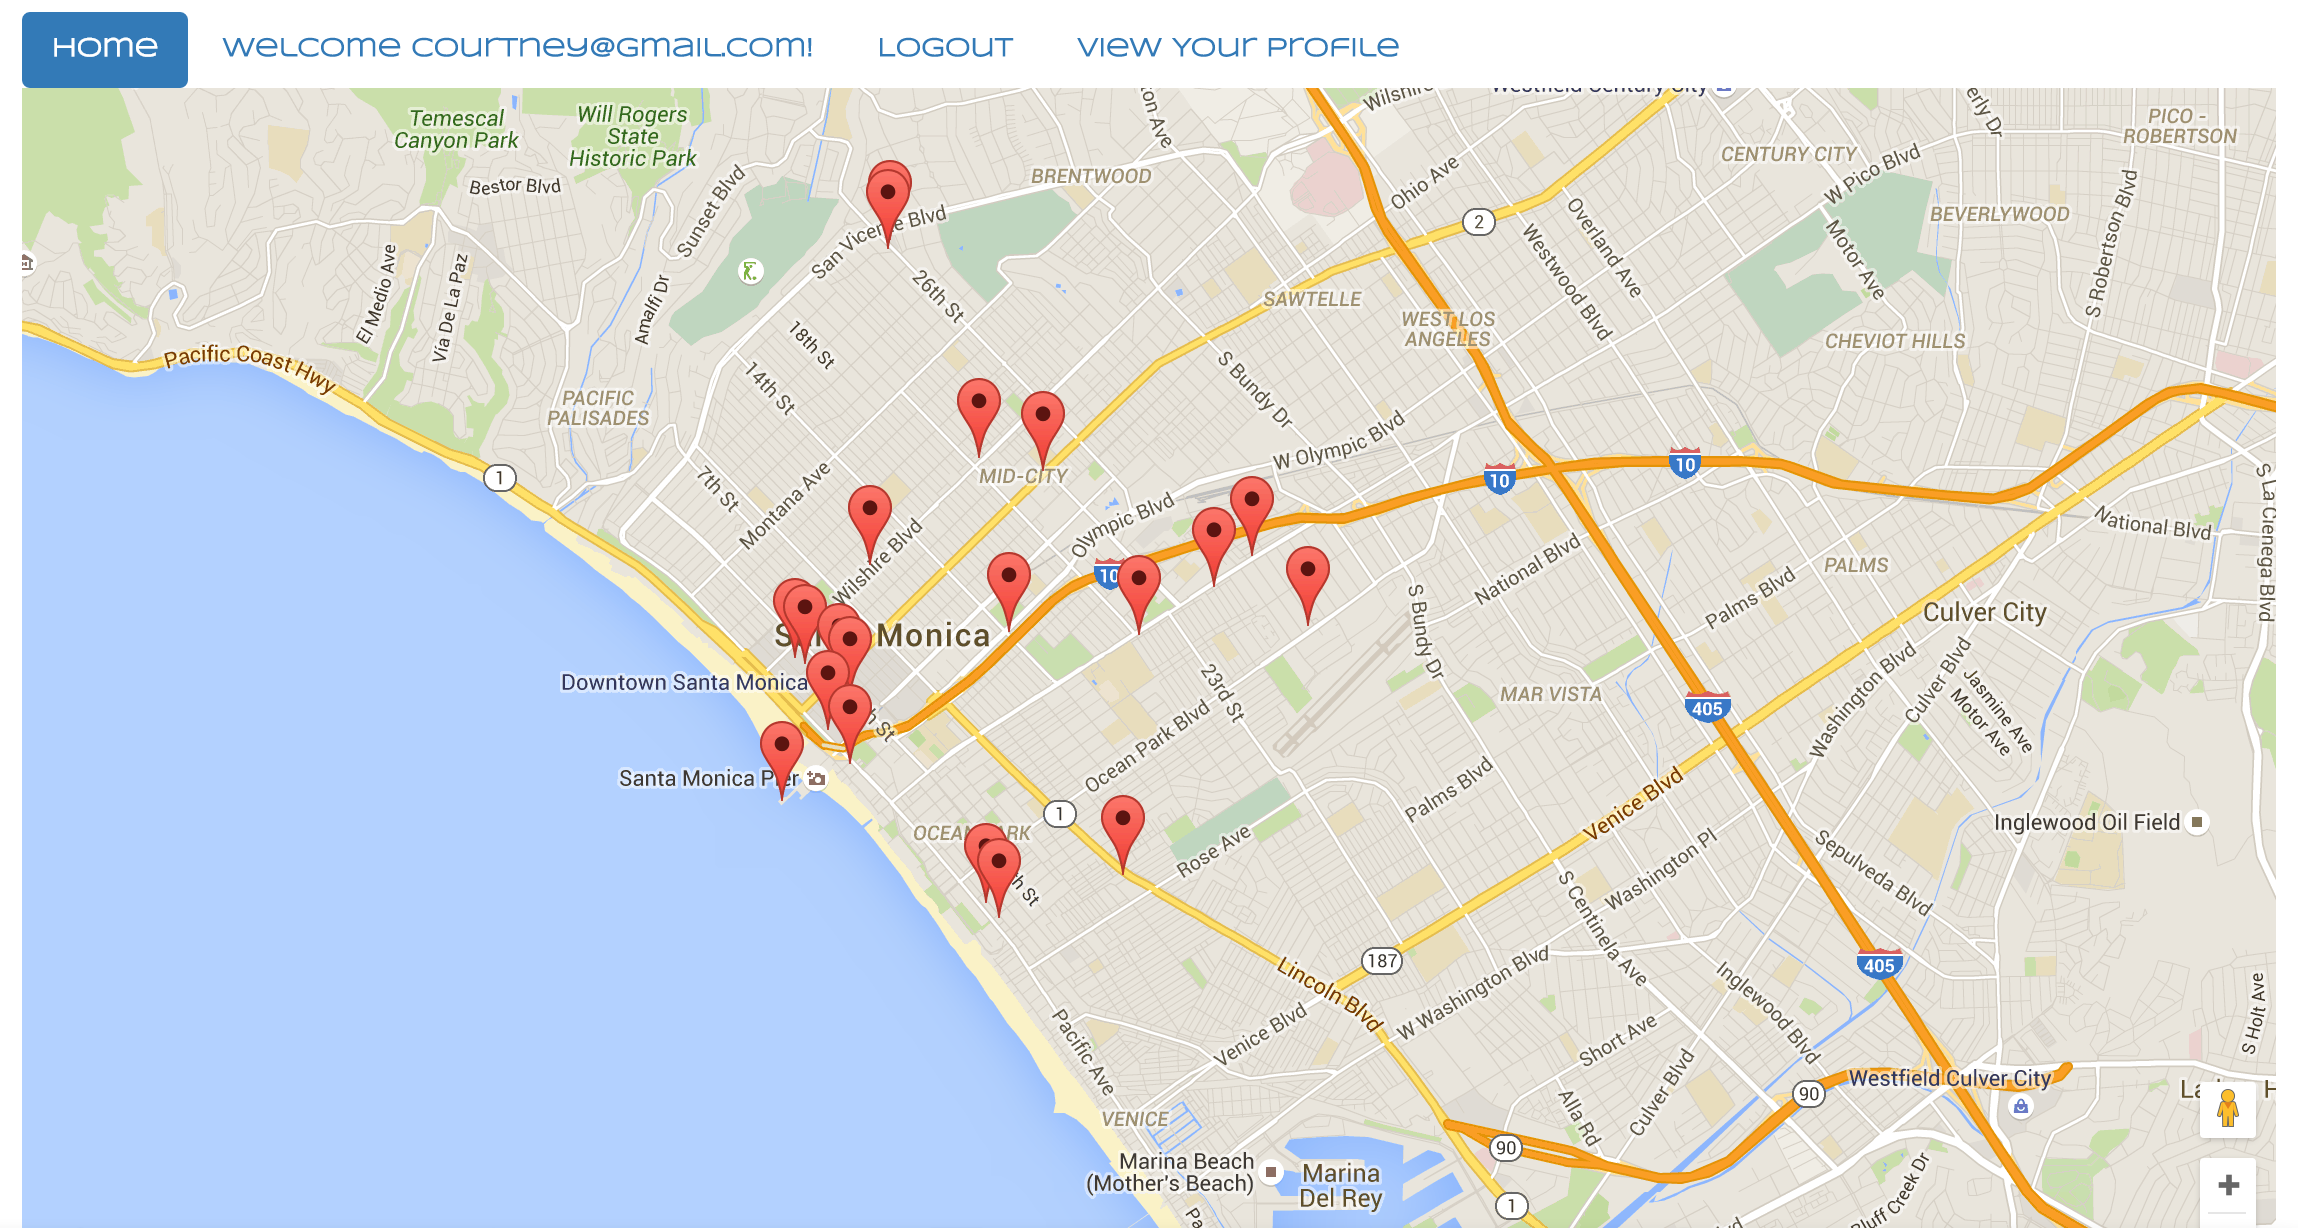 Home
Welcome courtney@gmail.com!
Logout
View Your Profile
Temescal
Canyon Park
Will Rogers
State
Historic Park
Bestor Blvd
Sunset Blvd
San Vicente Blvd
BRENTWOOD
Wilshire
Westfield Century City
Ohio Ave
2
CENTURY CITY
W Pico Blvd
PICO -
ROBERTSON
BEVERLYWOOD
S Robertson Blvd
Motor Ave
Overland Ave
Westwood Blvd
El Medio Ave
Vía De La Paz
Amalfi Dr
26th St
18th St
14th St
7th St
SAWTELLE
WEST LOS
ANGELES
CHEVIOT HILLS
Pacific Coast Hwy
PACIFIC
PALISADES
S Bundy Dr
W Olympic Blvd
1
Montana Ave
MID-CITY
10
10
Olympic Blvd
Wilshire Blvd
10
National Blvd
National Blvd
S La Cienega Blvd
PALMS
Palms Blvd
Culver City
Monica
Downtown Santa Monica
23rd St
S Bundy Dr
MAR VISTA
405
Washington Blvd
Culver Blvd
Jasmine Ave
Motor Ave
Ocean Park Blvd
Santa Monica Pier
1
Palms Blvd
Venice Blvd
Rose Ave
Washington Pl
Sepulveda Blvd
Inglewood Oil Field
S Centinela Ave
187
405
Lincoln Blvd
W Washington Blvd
Inglewood Blvd
S Holt Ave
Pacific Ave
Venice Blvd
Short Ave
Culver Blvd
Alla Rd
90
Westfield Culver City
VENICE
90
Marina Beach
(Mother's Beach)
Marina
Del Rey
1
Bluff Creek Dr
+